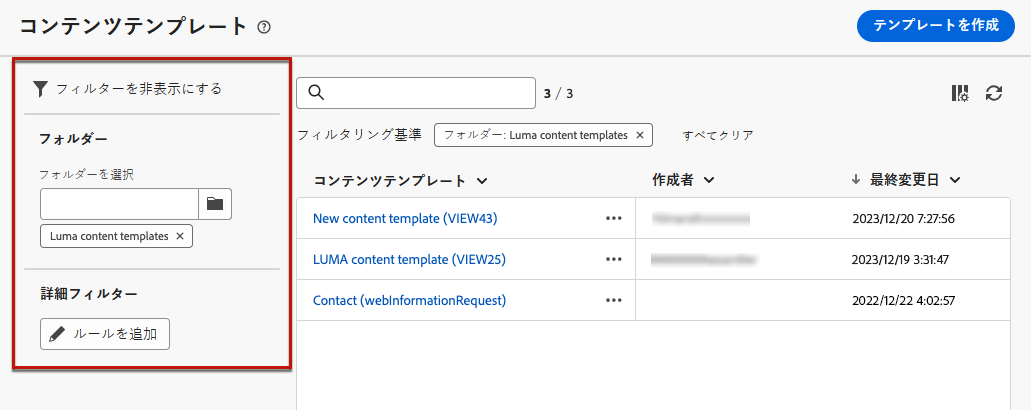 コンテンツテンプレート
テンプレートを作成
フィルターを非表示にする
フォルダー
フォルダーを選択
Luma content templates ×
詳細フィルター
ルールを追加
3 / 3
フィルタリング基準 フォルダー: Luma content templates × すべてクリア
コンテンツテンプレート 作成者 ↓ 最終変更日
New content template (VIEW43) ••• 2023/12/20 7:27:56
LUMA content template (VIEW25) ••• 2023/12/19 3:31:47
Contact (webInformationRequest) ••• 2022/12/22 4:02:57